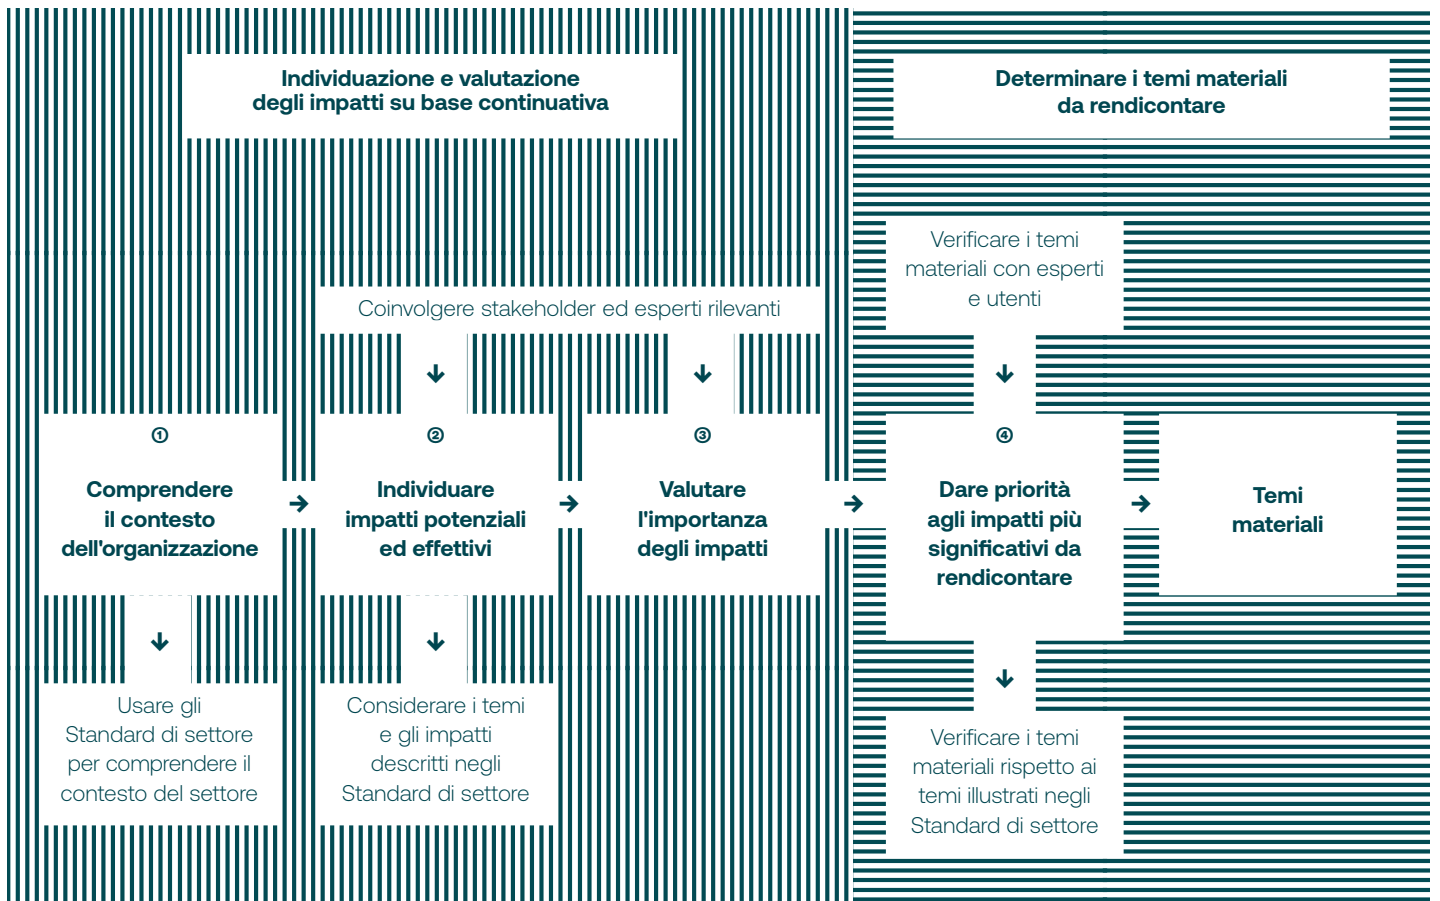 Individuazione e valutazione
degli impatti su base continuativa
Determinare i temi materiali
da rendicontare
Coinvolgere stakeholder ed esperti rilevanti
Verificare i temi
materiali con esperti
e utenti
↓
↓
↓
①
Comprendere
il contesto
dell'organizzazione
→
②
Individuare
impatti potenziali
ed effettivi
→
③
Valutare
l'importanza
degli impatti
→
④
Dare priorità
agli impatti più
significativi da
rendicontare
→
Temi
materiali
↓
↓
↓
Usare gli
Standard di settore
per comprendere il
contesto del settore
Considerare i temi
e gli impatti
descritti negli
Standard di settore
Verificare i temi
materiali rispetto ai
temi illustrati negli
Standard di settore